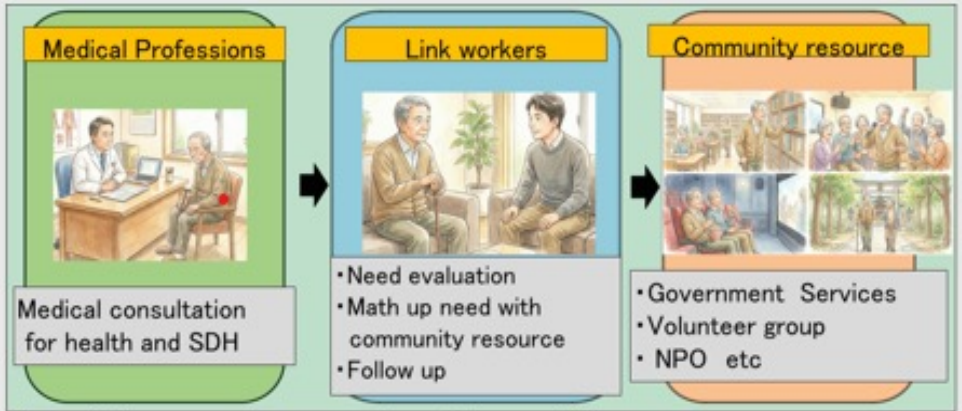 Medical Professions
Medical consultation
for health and SDH
Link workers
・Need evaluation
・Math up need with
community resource
・Follow up
Community resource
・Government Services
・Volunteer group
・ NPO etc